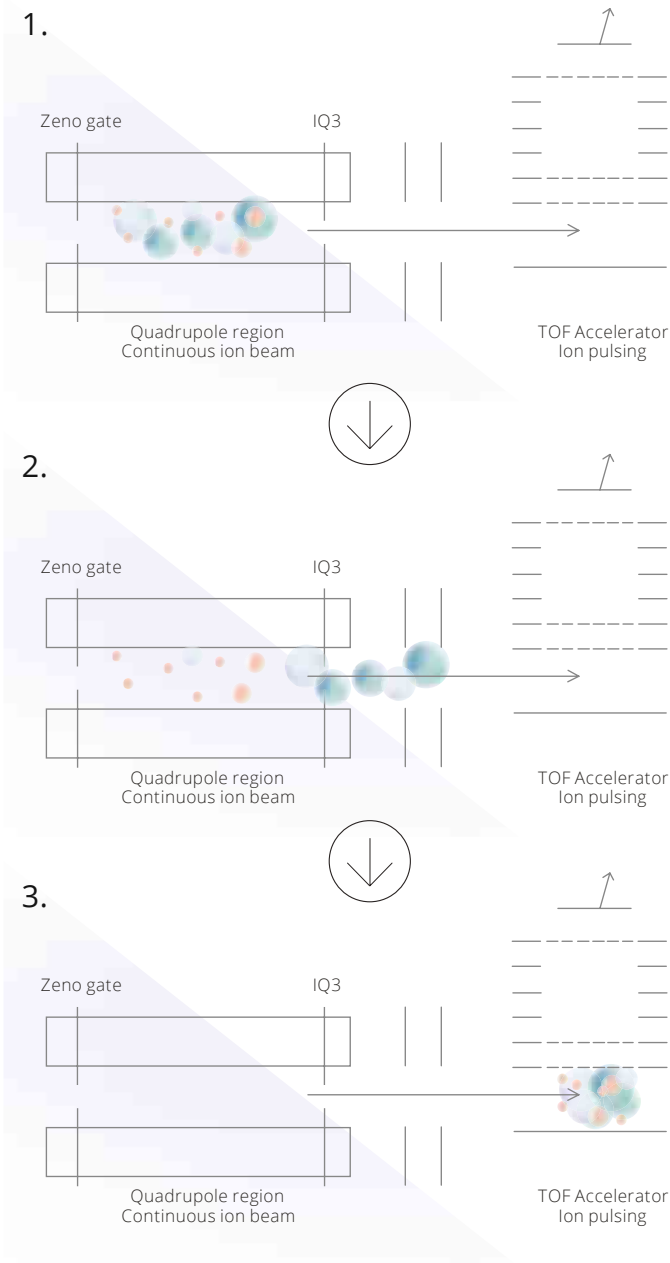 1.
Zeno gate
IQ3
Quadrupole region
Continuous ion beam
TOF Accelerator
Ion pulsing
2.
Zeno gate
IQ3
Quadrupole region
Continuous ion beam
TOF Accelerator
Ion pulsing
3.
Zeno gate
IQ3
Quadrupole region
Continuous ion beam
TOF Accelerator
Ion pulsing